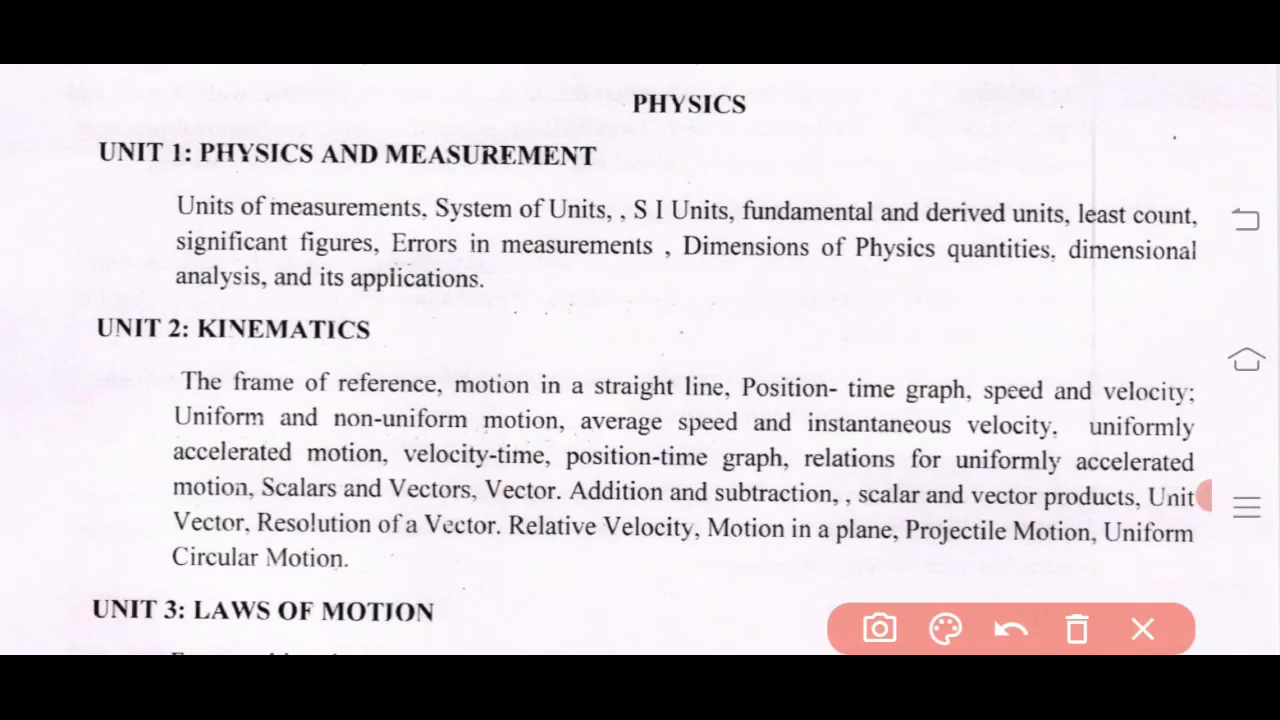 PHYSICS
UNIT 1: PHYSICS AND MEASUREMENT
Units of measurements, System of Units, , S I Units, fundamental and derived units, least count,
significant figures, Errors in measurements , Dimensions of Physics quantities, dimensional
analysis, and its applications.
UNIT 2: KINEMATICS
The frame of reference, motion in a straight line, Position- time graph, speed and velocity;
Uniform and non-uniform motion, average speed and instantaneous velocity, uniformly
accelerated motion, velocity-time, position-time graph, relations for uniformly accelerated
motion, Scalars and Vectors, Vector. Addition and subtraction, , scalar and vector products, Unit
Vector, Resolution of a Vector. Relative Velocity, Motion in a plane, Projectile Motion, Uniform
Circular Motion.
UNIT 3: LAWS OF MOTION